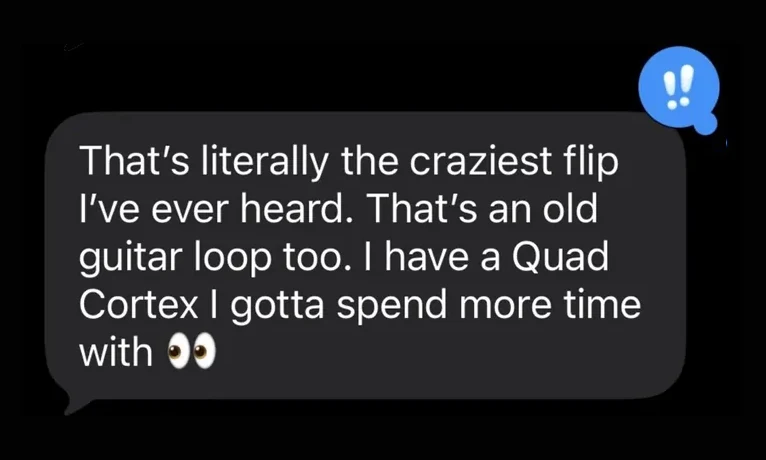 That’s literally the craziest flip
I’ve ever heard. That’s an old
guitar loop too. I have a Quad
Cortex I gotta spend more time
with 👀